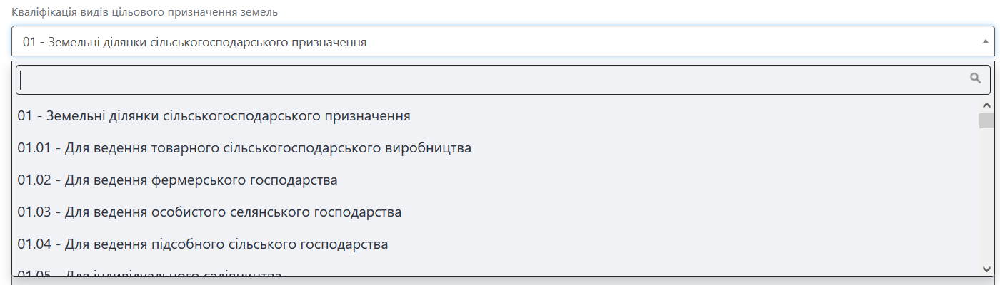 Кваліфікація видів цільового призначення земель
01 - Земельні ділянки сільськогосподарського призначення
01 - Земельні ділянки сільськогосподарського призначення
01.01 - Для ведення товарного сільськогосподарського виробництва
01.02 - Для ведення фермерського господарства
01.03 - Для ведення особистого селянського господарства
01.04 - Для ведення підсобного сільського господарства
01.05 - Для індивідуального садівництва